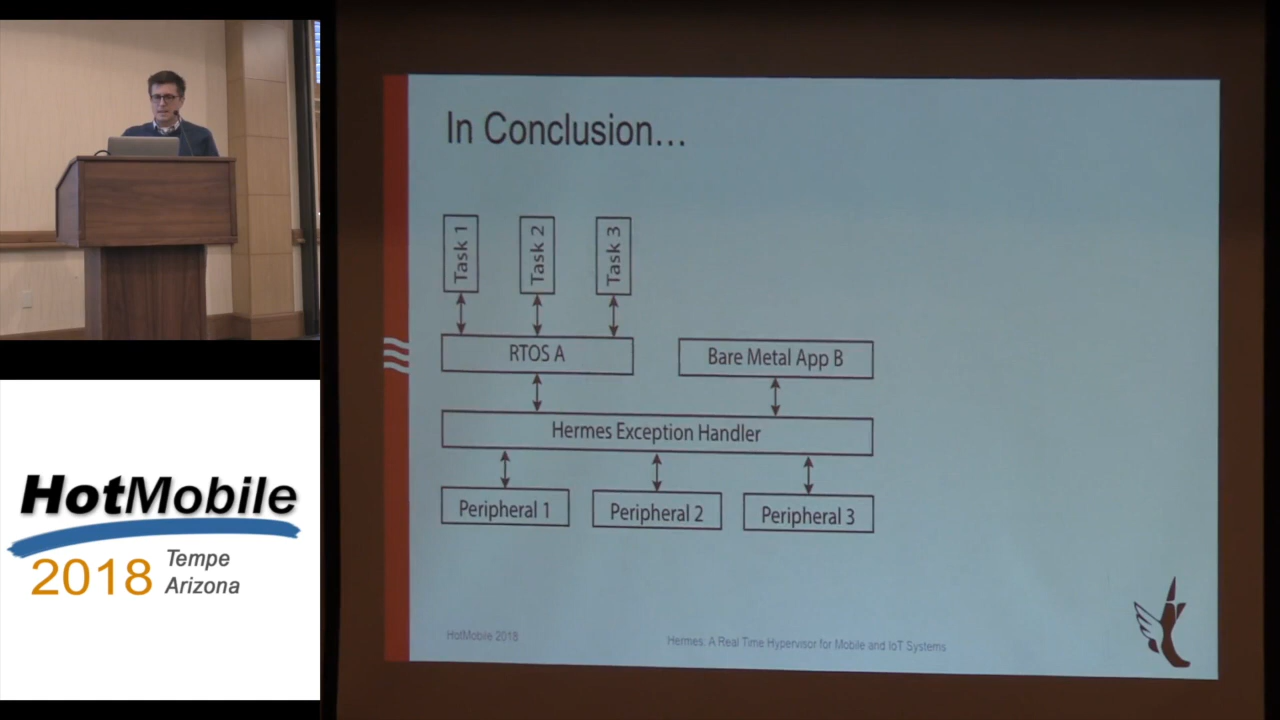 In Conclusion…
Task 1
Task 2
Task 3
RTOS A
Bare Metal App B
Hermes Exception Handler
Peripheral 1
Peripheral 2
Peripheral 3
HotMobile 2018
Hermes: A Real Time Hypervisor for Mobile and IoT Systems
HotMobile
2018
Tempe
Arizona